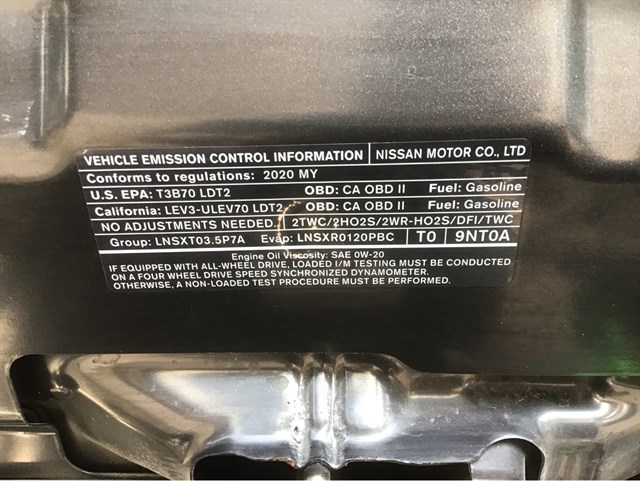 VEHICLE EMISSION CONTROL INFORMATION NISSAN MOTOR CO., LTD
Conforms to regulations: 2020 MY
U.S. EPA: T3B70 LDT2 OBD: CA OBD II Fuel: Gasoline
California: LEV3-ULEV70 LDT2 OBD: CA OBD II Fuel: Gasoline
NO ADJUSTMENTS NEEDED. 2TWC/2HO2S/2WR-HO2S/DFI/TWC
Group: LNSXT03.5P7A Evap: LNSXR0120PBC T0 9NT0A
Engine Oil Viscosity: SAE 0W-20
IF EQUIPPED WITH ALL-WHEEL DRIVE, LOADED I/M TESTING MUST BE CONDUCTED
ON A FOUR WHEEL DRIVE SPEED SYNCHRONIZED DYNAMOMETER.
OTHERWISE, A NON-LOADED TEST PROCEDURE MUST BE PERFORMED.